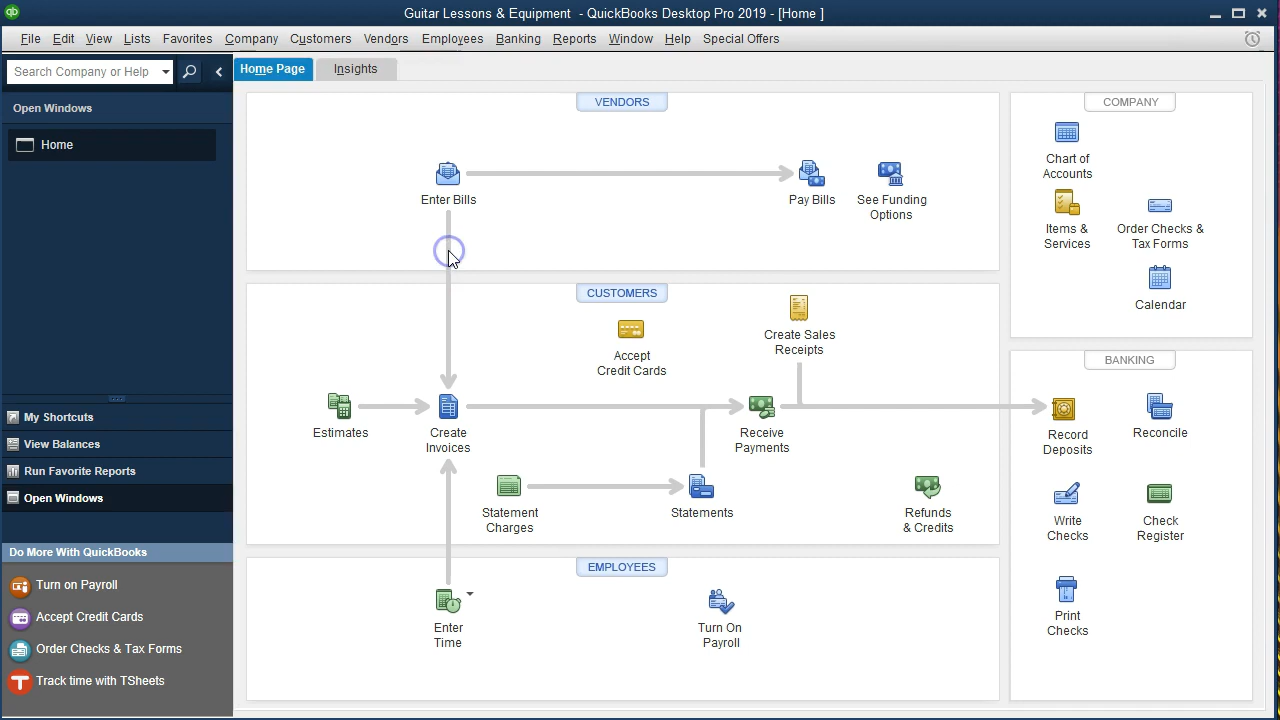 qb
Guitar Lessons & Equipment - QuickBooks Desktop Pro 2019 - [Home ]
File Edit View Lists Favorites Company Customers Vendors Employees Banking Reports Window Help Special Offers
Search Company or Help
Home Page Insights
Open Windows
Home
My Shortcuts
View Balances
Run Favorite Reports
Open Windows
Do More With QuickBooks
Turn on Payroll
Accept Credit Cards
Order Checks & Tax Forms
Track time with TSheets
VENDORS
Enter Bills
Pay Bills
See Funding
Options
CUSTOMERS
Accept
Credit Cards
Create Sales
Receipts
Estimates
Create
Invoices
Receive
Payments
Statement
Charges
Statements
Refunds
& Credits
EMPLOYEES
Enter
Time
Turn On
Payroll
COMPANY
Chart of
Accounts
Items &
Services
Order Checks &
Tax Forms
Calendar
BANKING
Record
Deposits
Reconcile
Write
Checks
Check
Register
Print
Checks